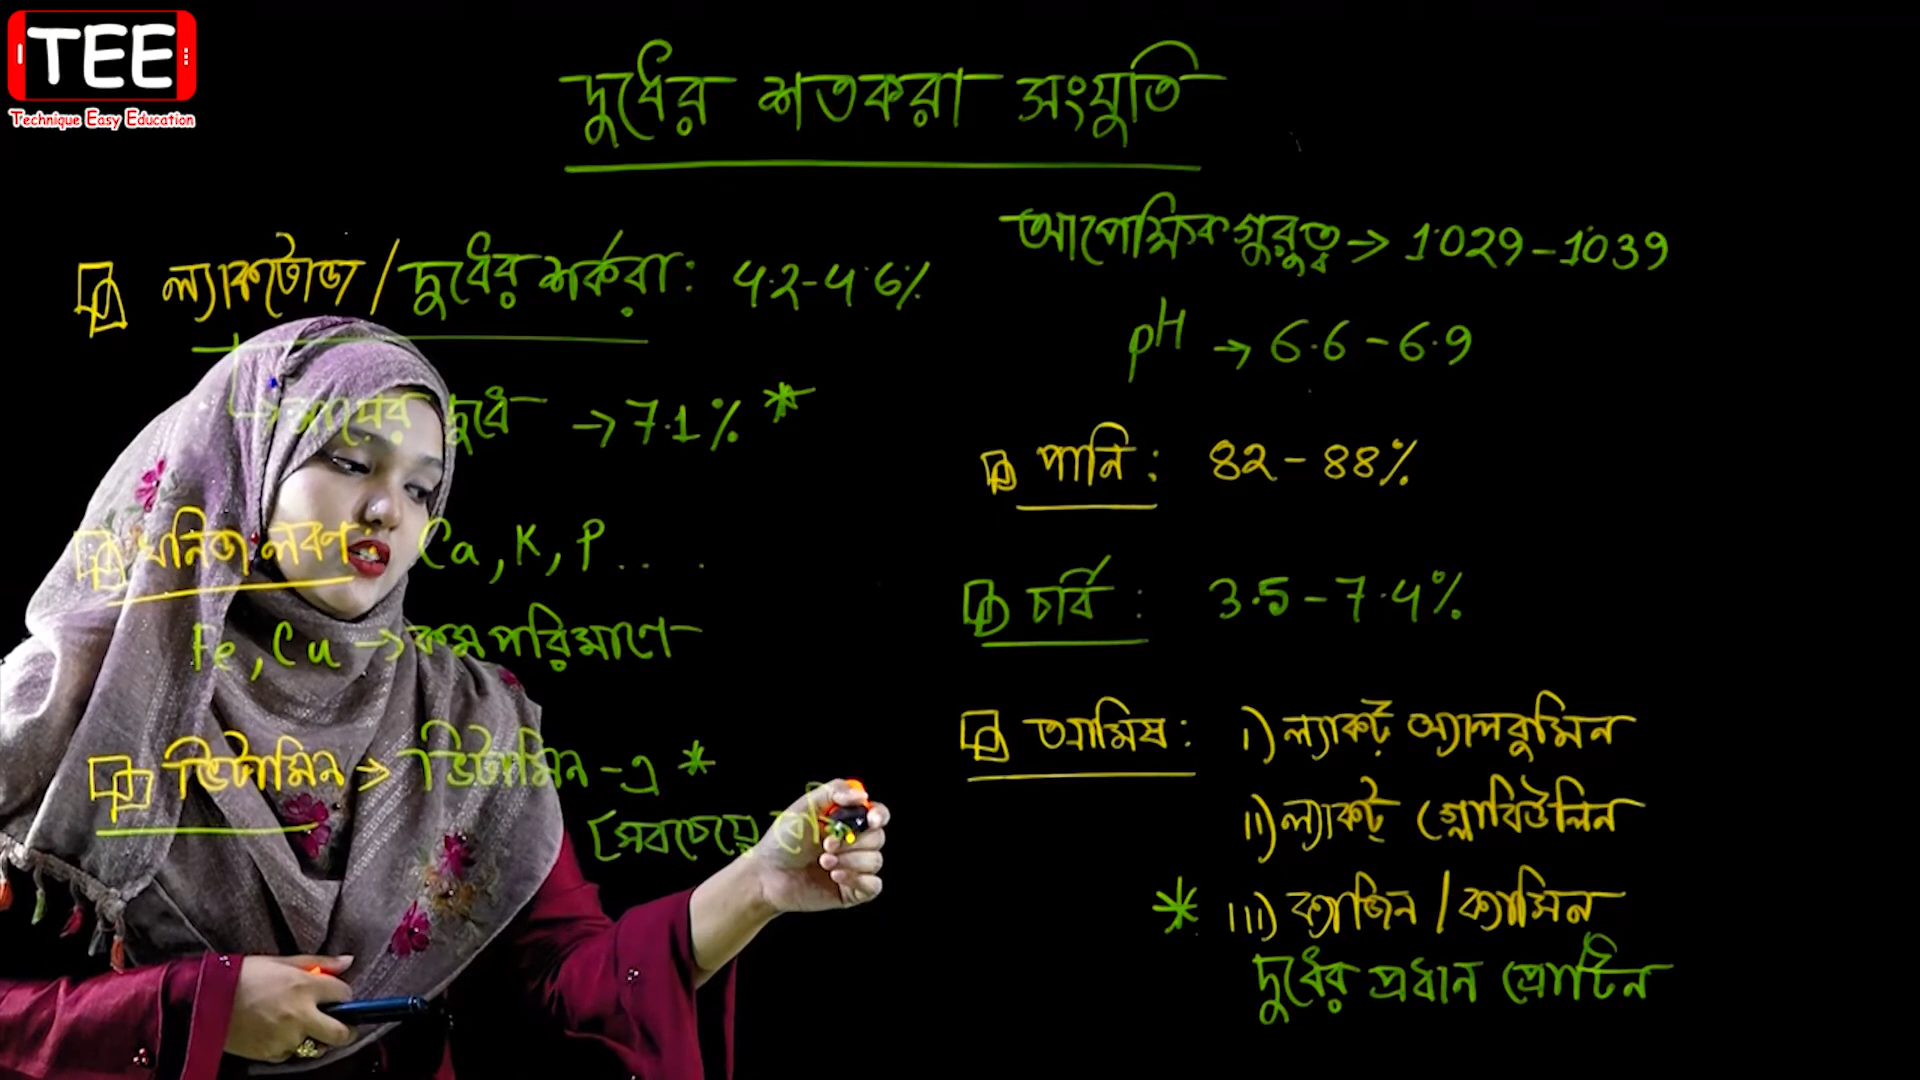 TEE
Technique Easy Education
দুধের শতকরা সংযুতি
ল্যাকটোজ / দুধের শর্করা : 4.2-4.6%
মায়ের দুধে → 7.1% *
খনিজ লবণ : Ca, K, P . . . .
Fe, Cu → কম পরিমাণে
ভিটামিন → ভিটামিন - এ *
(সবচেয়ে
আপেক্ষিক গুরুত্ব → 1.029 - 1.039
pH → 6.6 - 6.9
পানি : 82 - 88%
চর্বি : 3.5 - 7.4%
আমিষ : i) ল্যাকট্ অ্যালবুমিন
ii) ল্যাকট্ গ্লোবিউলিন
* iii) ক্যাজিন / ক্যাসিন
দুধের প্রধান প্রোটিন